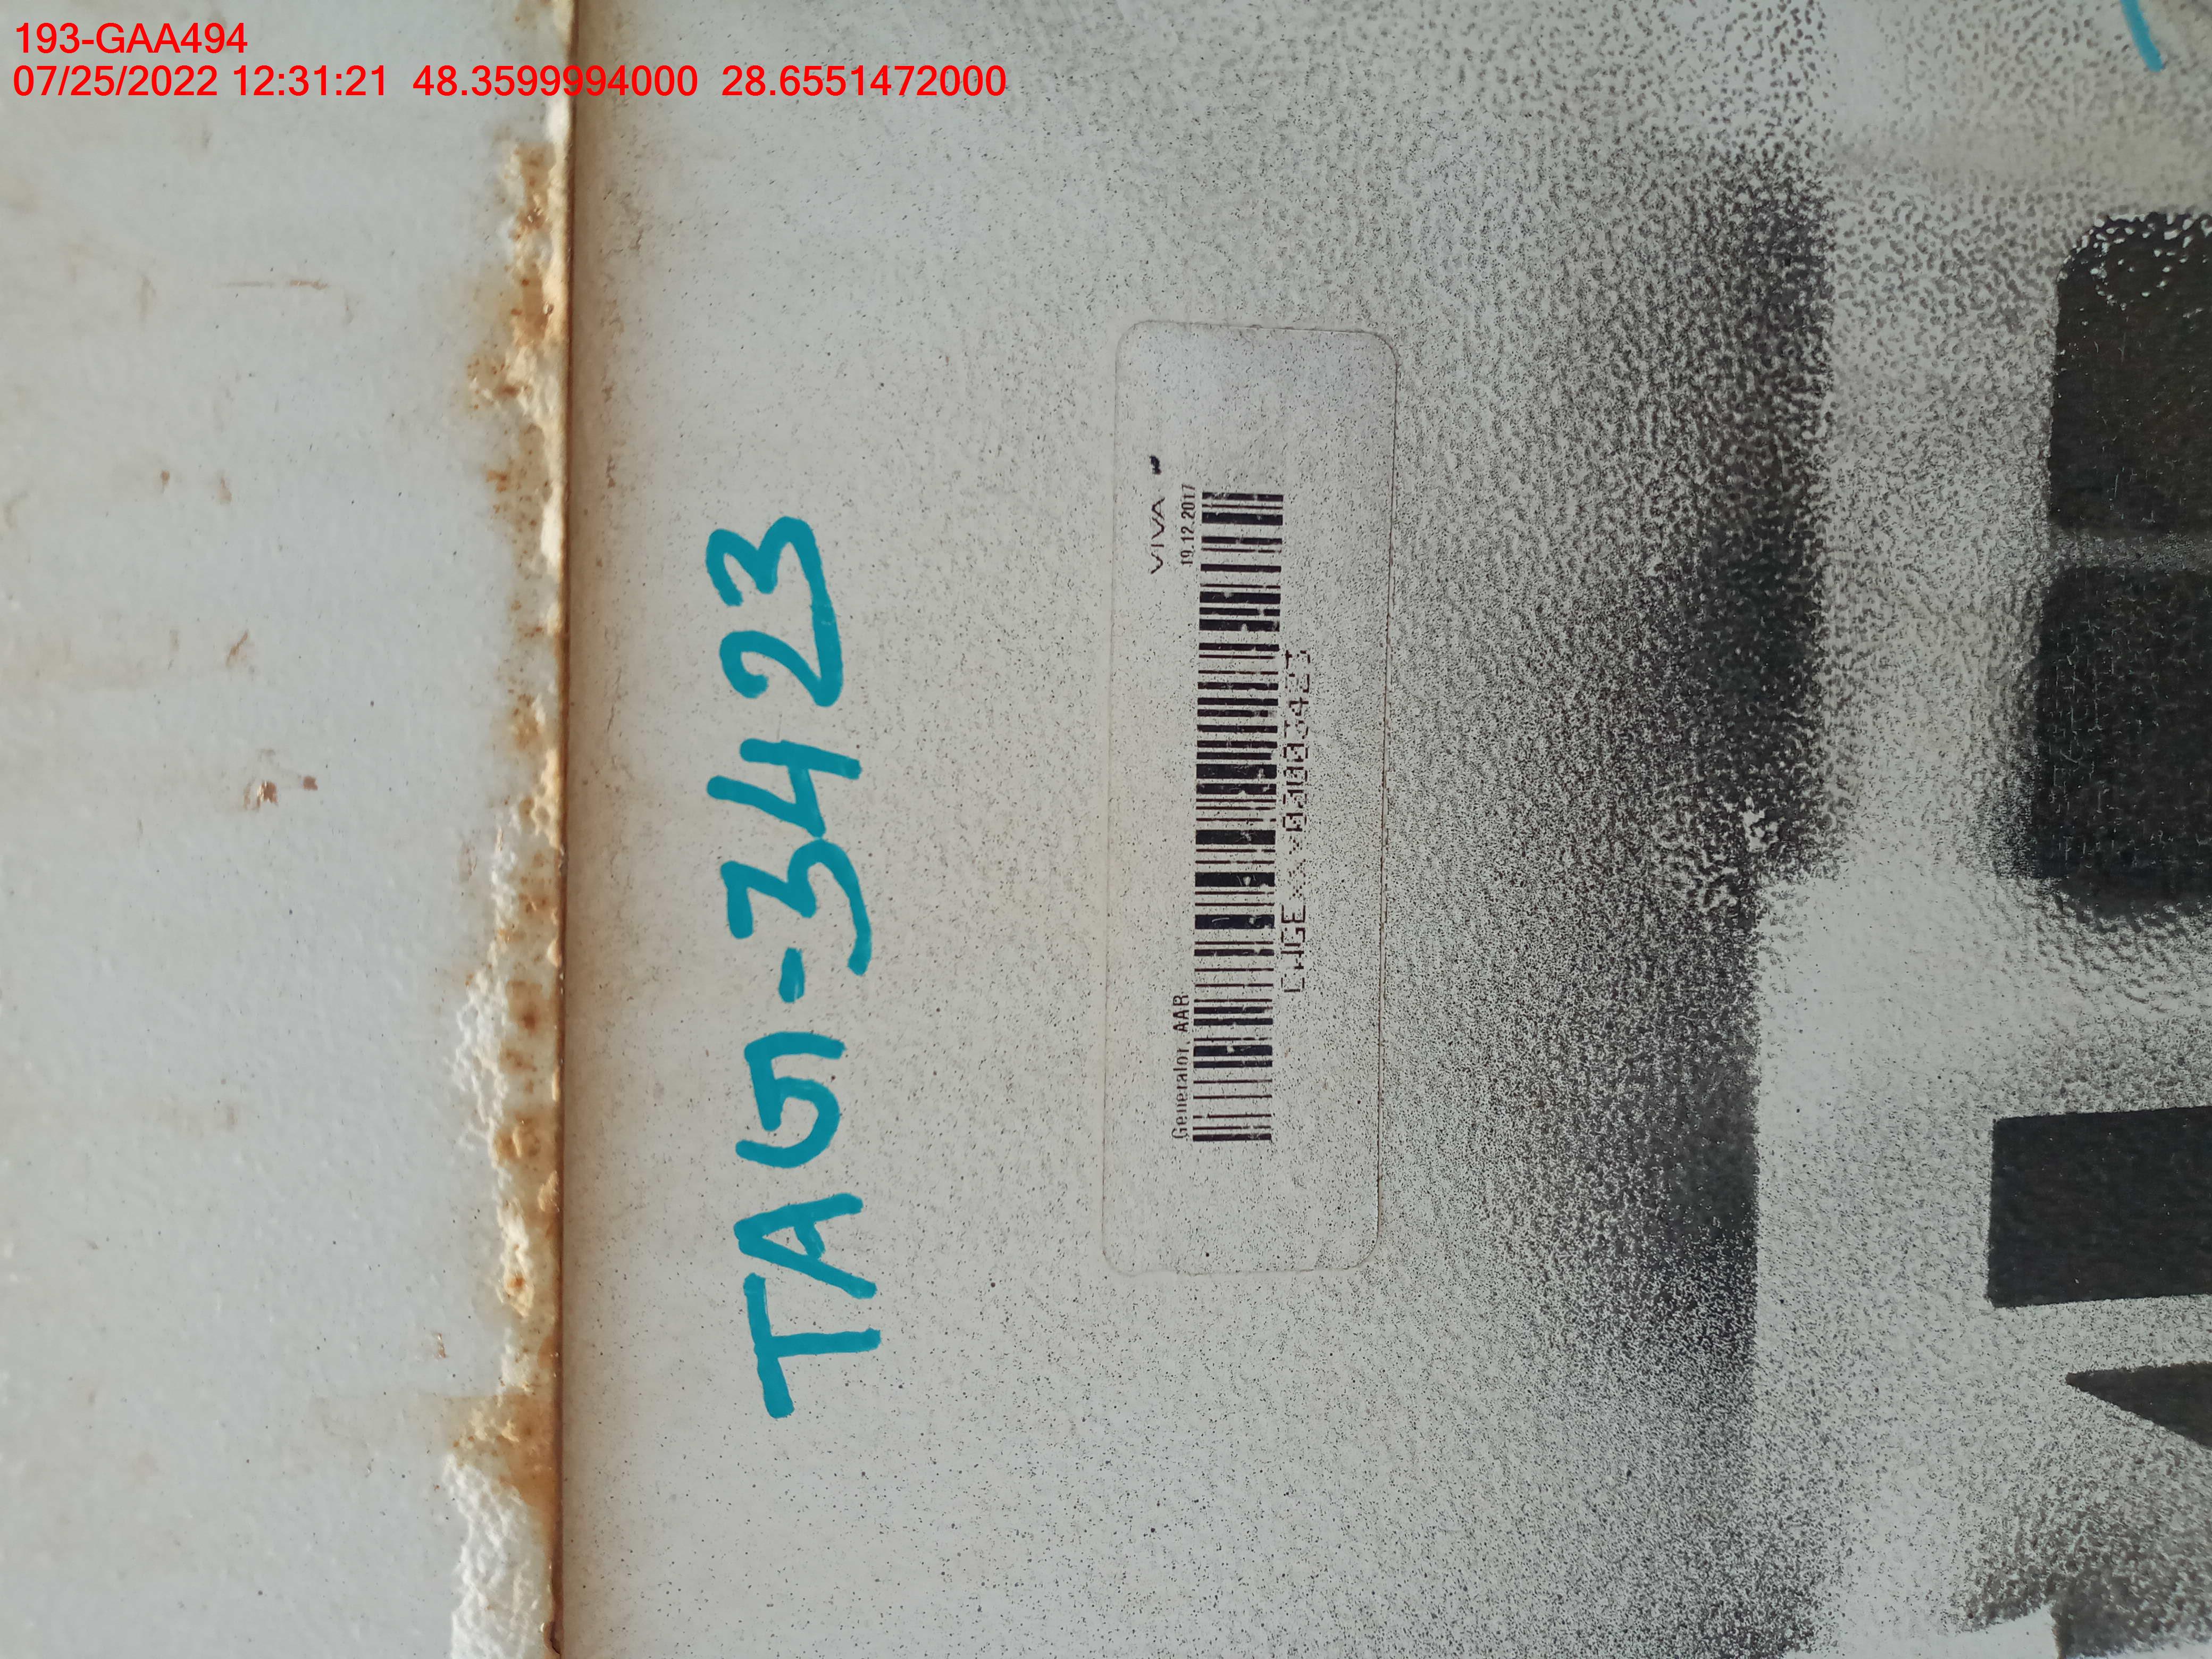 193-GAA494
07/25/2022 12:31:21 48.3599994000 28.6551472000
TAG-3423
VIVA
Generator, AAR 19.12.2017